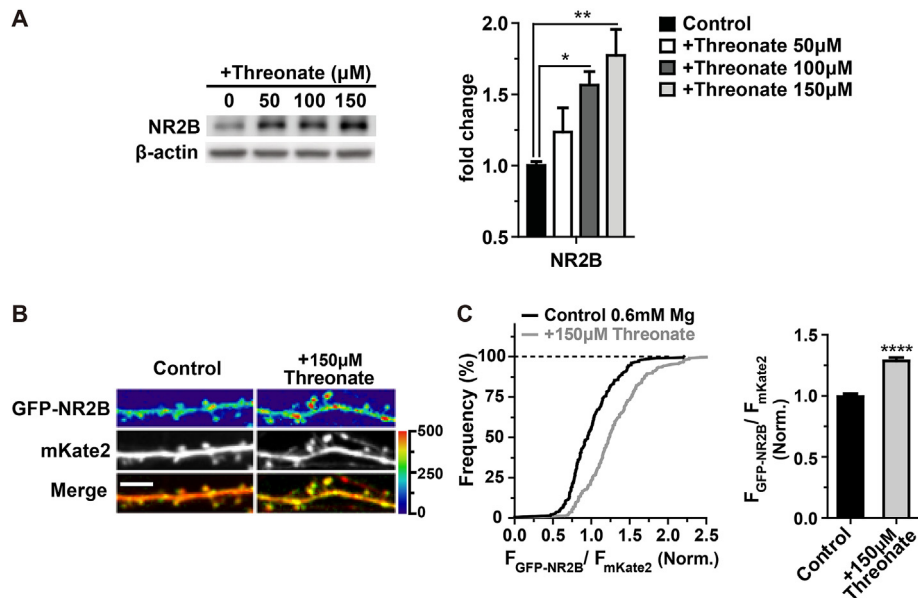 A
+Threonate (μM)
0 50 100 150
NR2B
β-actin
fold change
2.0
1.5
1.0
0.5
**
*
NR2B
Control
+Threonate 50μM
+Threonate 100μM
+Threonate 150μM
B
Control
+150μM
Threonate
GFP-NR2B
mKate2
Merge
500
250
0
C
Control 0.6mM Mg
+150μM Threonate
Frequency (%)
100
75
50
25
0
0.0 0.5 1.0 1.5 2.0 2.5
FGFP-NR2B/ FmKate2 (Norm.)
FGFP-NR2B/ FmKate2
(Norm.)
1.5
1.0
0.5
0.0
****
Control
+150μM
Threonate